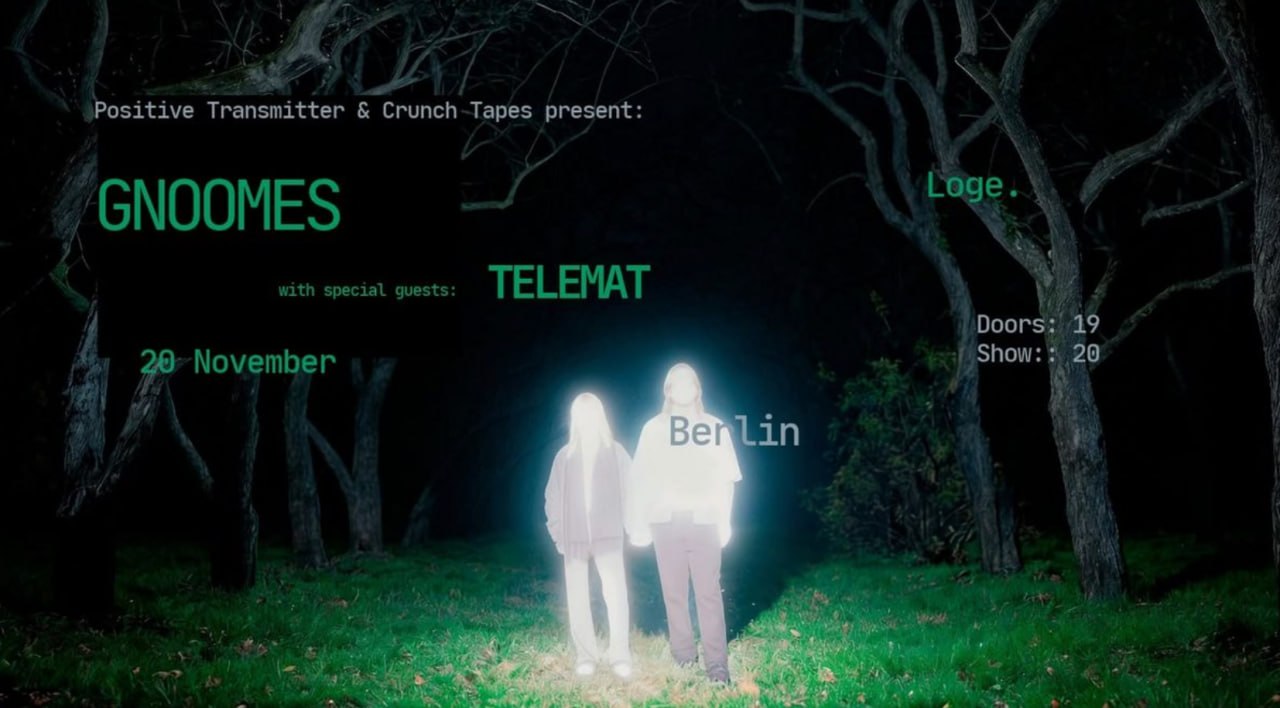 Positive Transmitter & Crunch Tapes present:
GNOOMES
Loge.
with special guests: TELEMAT
Doors: 19
Show:: 20
20 November
Berlin